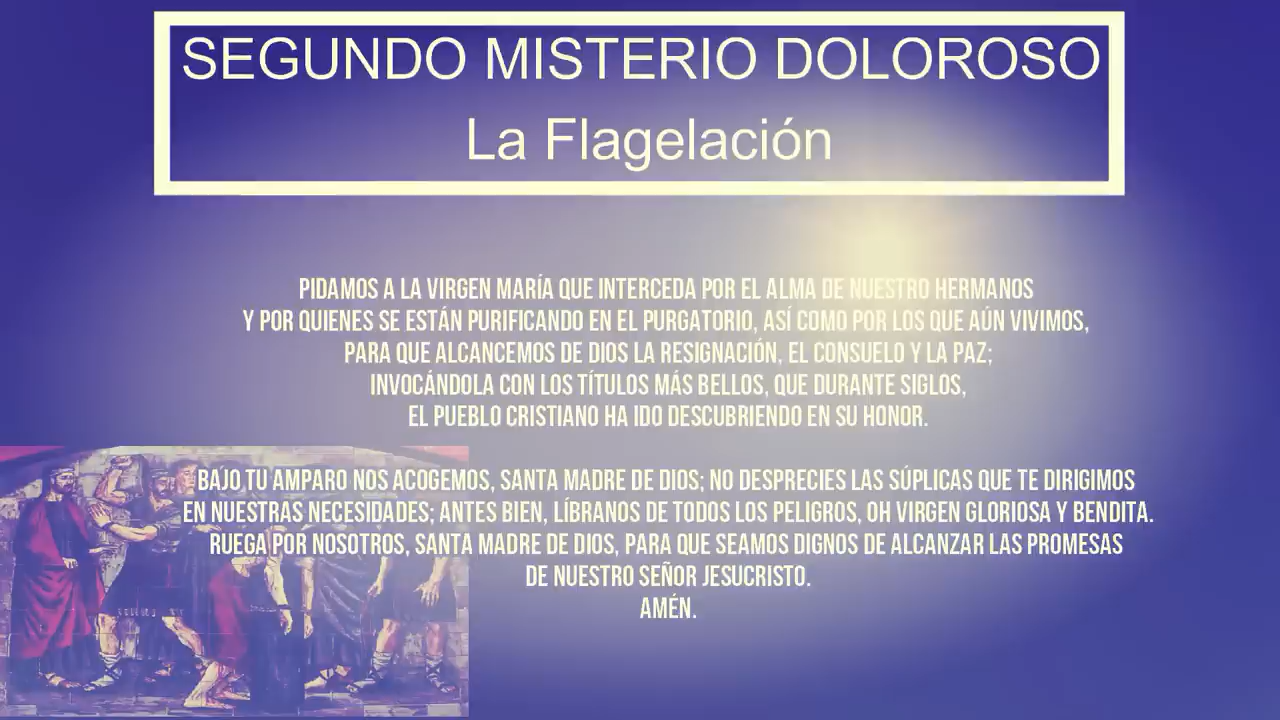 SEGUNDO MISTERIO DOLOROSO
La Flagelación
PIDAMOS A LA VIRGEN MARÍA QUE INTERCEDA POR EL ALMA DE NUESTRO HERMANOS
Y POR QUIENES SE ESTÁN PURIFICANDO EN EL PURGATORIO, ASÍ COMO POR LOS QUE AÚN VIVIMOS,
PARA QUE ALCANCEMOS DE DIOS LA RESIGNACIÓN, EL CONSUELO Y LA PAZ;
INVOCÁNDOLA CON LOS TÍTULOS MÁS BELLOS, QUE DURANTE SIGLOS,
EL PUEBLO CRISTIANO HA IDO DESCUBRIENDO EN SU HONOR.
BAJO TU AMPARO NOS ACOGEMOS, SANTA MADRE DE DIOS; NO DESPRECIES LAS SÚPLICAS QUE TE DIRIGIMOS
EN NUESTRAS NECESIDADES; ANTES BIEN, LÍBRANOS DE TODOS LOS PELIGROS, OH VIRGEN GLORIOSA Y BENDITA.
RUEGA POR NOSOTROS, SANTA MADRE DE DIOS, PARA QUE SEAMOS DIGNOS DE ALCANZAR LAS PROMESAS
DE NUESTRO SEÑOR JESUCRISTO.
AMÉN.